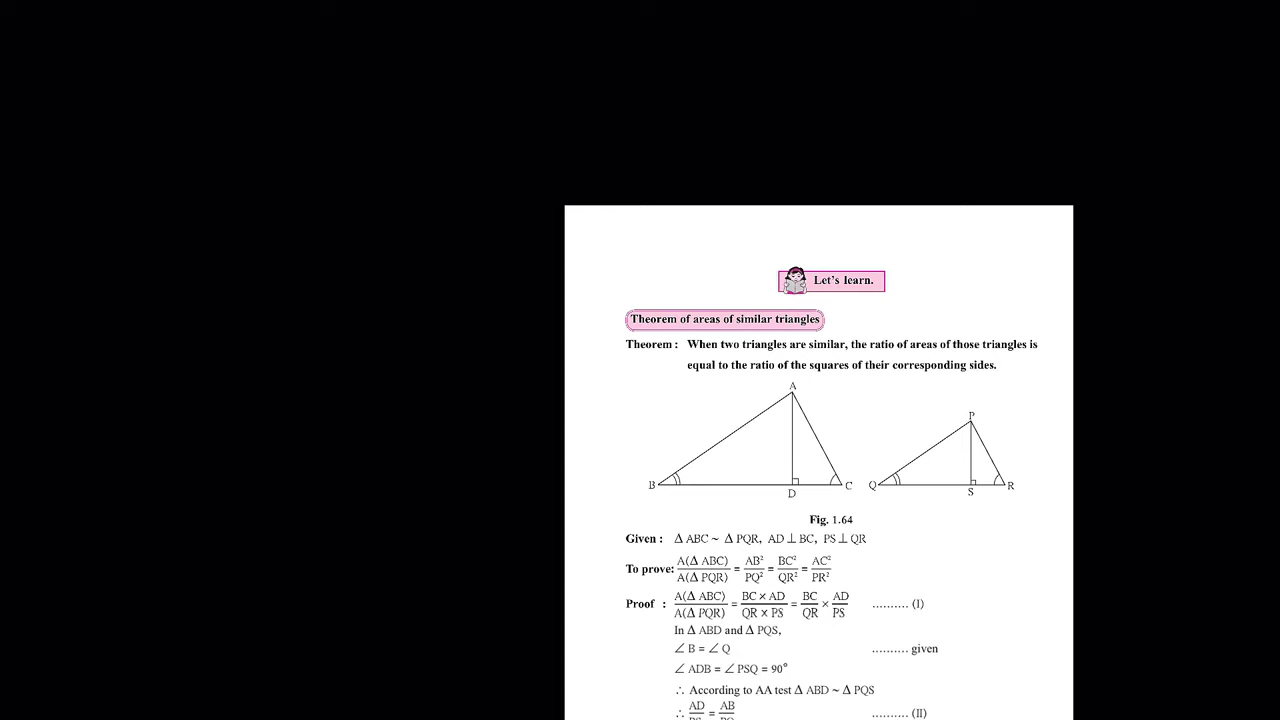 Let's learn.
Theorem of areas of similar triangles
Theorem : When two triangles are similar, the ratio of areas of those triangles is
equal to the ratio of the squares of their corresponding sides.
A
P
B
D
C
Q
S
R
Fig. 1.64
Given : Δ ABC ~ Δ PQR, AD ⊥ BC, PS ⊥ QR
To prove: A(Δ ABC)/A(Δ PQR) = AB²/PQ² = BC²/QR² = AC²/PR²
Proof : A(Δ ABC)/A(Δ PQR) = BC × AD/QR × PS = BC/QR × AD/PS .......... (I)
In Δ ABD and Δ PQS,
∠ B = ∠ Q .......... given
∠ ADB = ∠ PSQ = 90°
∴ According to AA test Δ ABD ~ Δ PQS
∴ AD/PS = AB/PQ .......... (II)